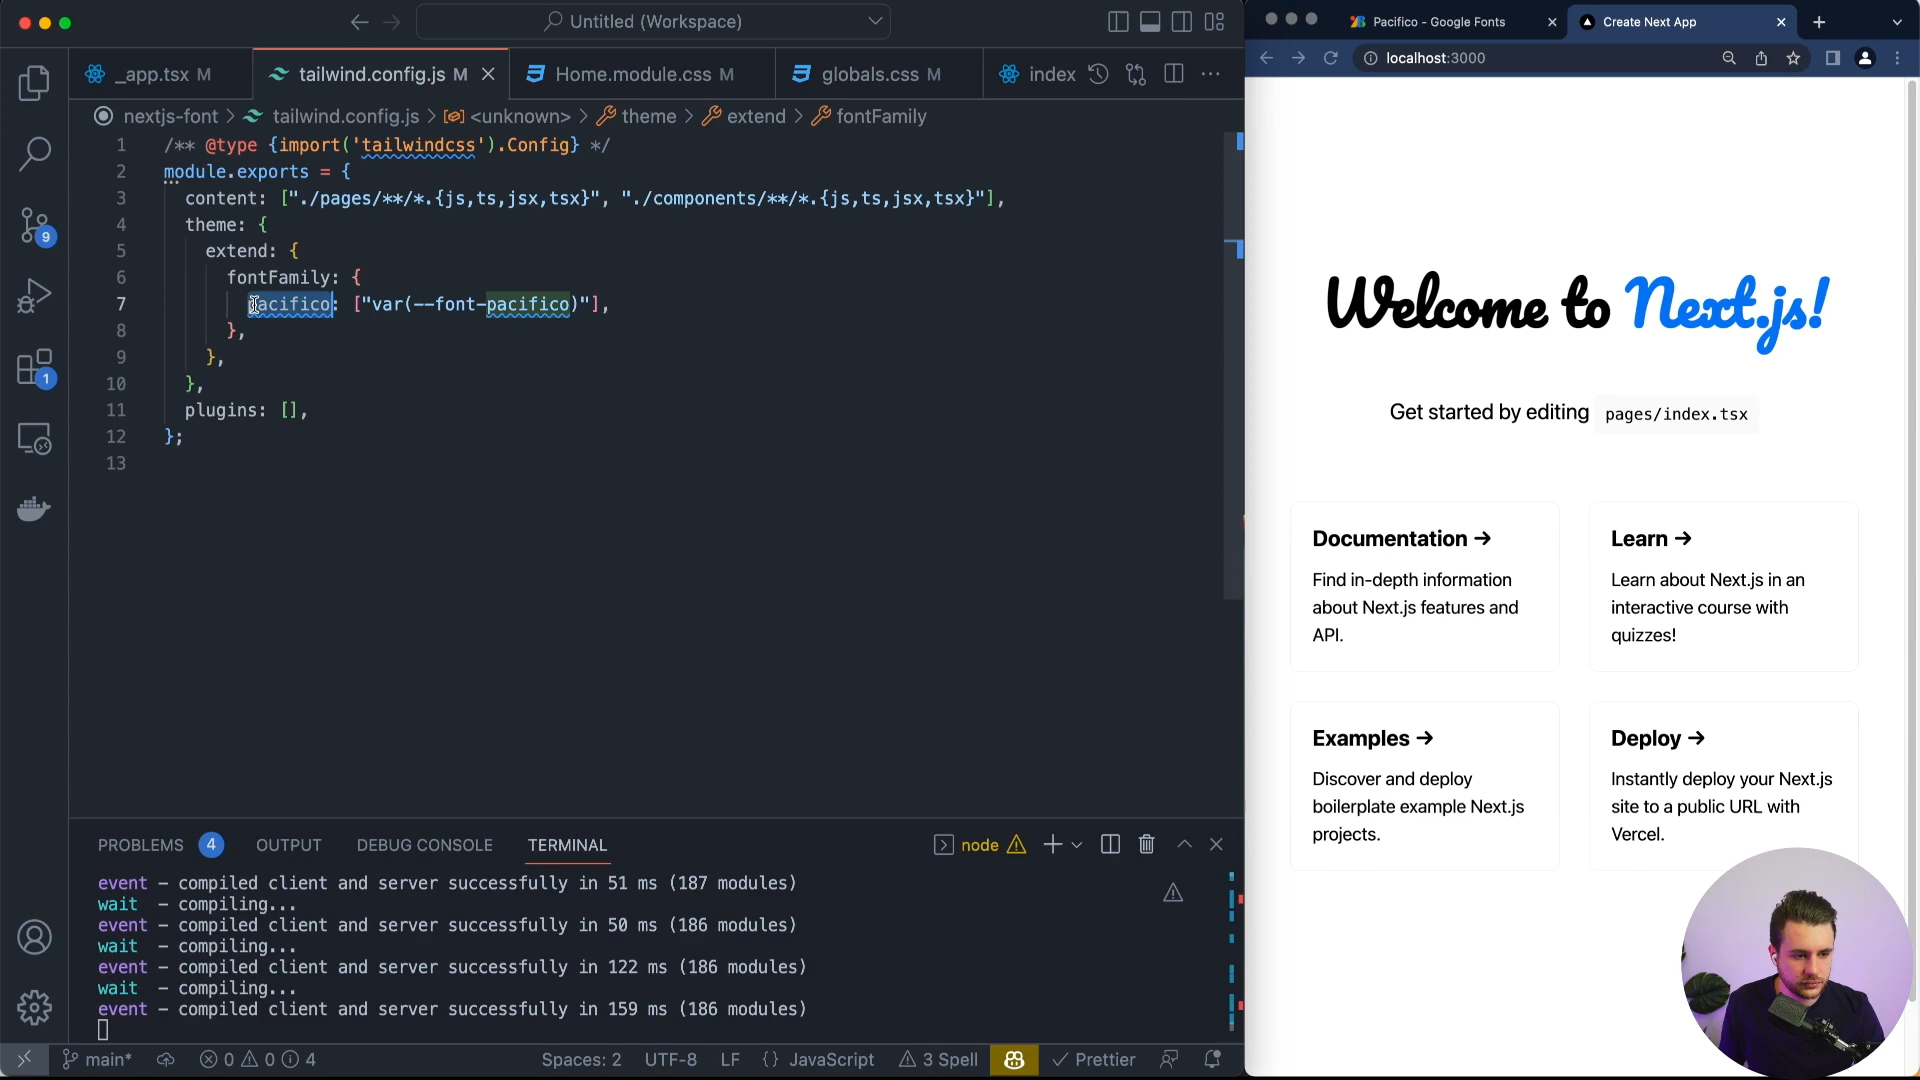 Untitled (Workspace)
_app.tsx M
tailwind.config.js M
Home.module.css M
globals.css M
index
nextjs-font > tailwind.config.js > <unknown> > theme > extend > fontFamily
1 /** @type {import('tailwindcss').Config} */
2 module.exports = {
3 content: ["./pages/**/*.{js,ts,jsx,tsx}", "./components/**/*.{js,ts,jsx,tsx}"],
4 theme: {
5 extend: {
6 fontFamily: {
7 pacifico: ["var(--font-pacifico)"],
8 },
9 },
10 },
11 plugins: [],
12 };
13
9
1
PROBLEMS 4 OUTPUT DEBUG CONSOLE TERMINAL
node
event - compiled client and server successfully in 51 ms (187 modules)
wait - compiling...
event - compiled client and server successfully in 50 ms (186 modules)
wait - compiling...
event - compiled client and server successfully in 122 ms (186 modules)
wait - compiling...
event - compiled client and server successfully in 159 ms (186 modules)
main* 0 0 4 Spaces: 2 UTF-8 LF {} JavaScript 3 Spell Prettier
Pacifico - Google Fonts
Create Next App
localhost:3000
Welcome to Next.js!
Get started by editing pages/index.tsx
Documentation →
Find in-depth information
about Next.js features and
API.
Learn →
Learn about Next.js in an
interactive course with
quizzes!
Examples →
Discover and deploy
boilerplate example Next.js
projects.
Deploy →
Instantly deploy your Next.js
site to a public URL with
Vercel.